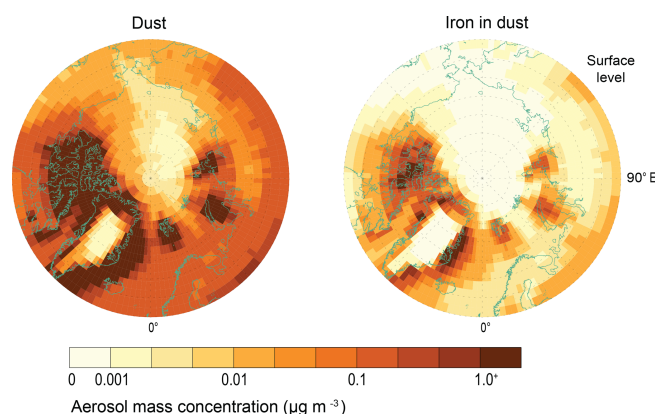 Dust
Iron in dust
Surface
level
90° E
0°
0°
0 0.001 0.01 0.1 1.0⁺
Aerosol mass concentration (µg m ⁻³)